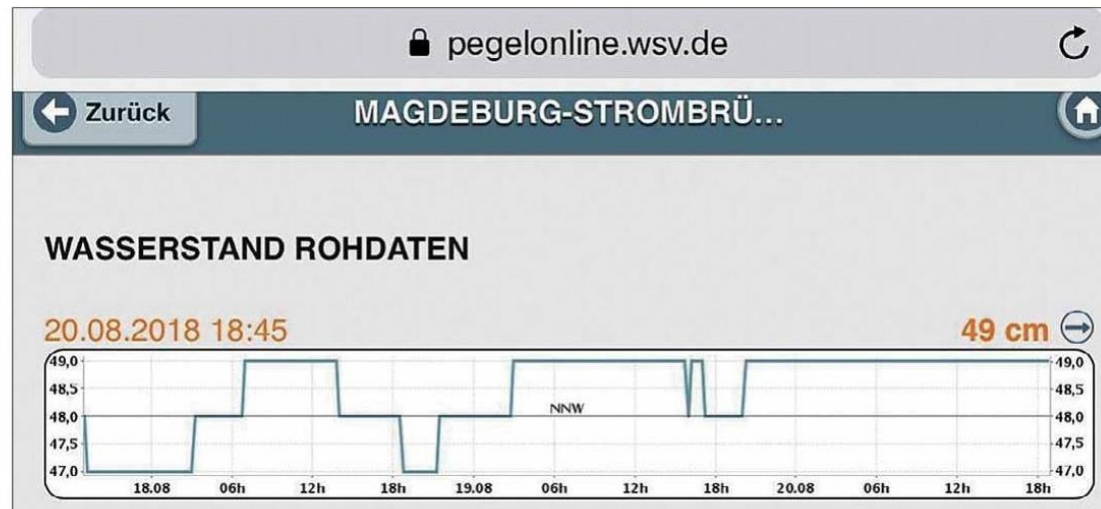 pegelonline.wsv.de
Zurück MAGDEBURG-STROMBRÜ...
WASSERSTAND ROHDATEN
20.08.2018 18:45 49 cm
49,0 49,0
48,5 48,5
48,0 NNW 48,0
47,5 47,5
47,0 47,0
18.08 06h 12h 18h 19.08 06h 12h 18h 20.08 06h 12h 18h